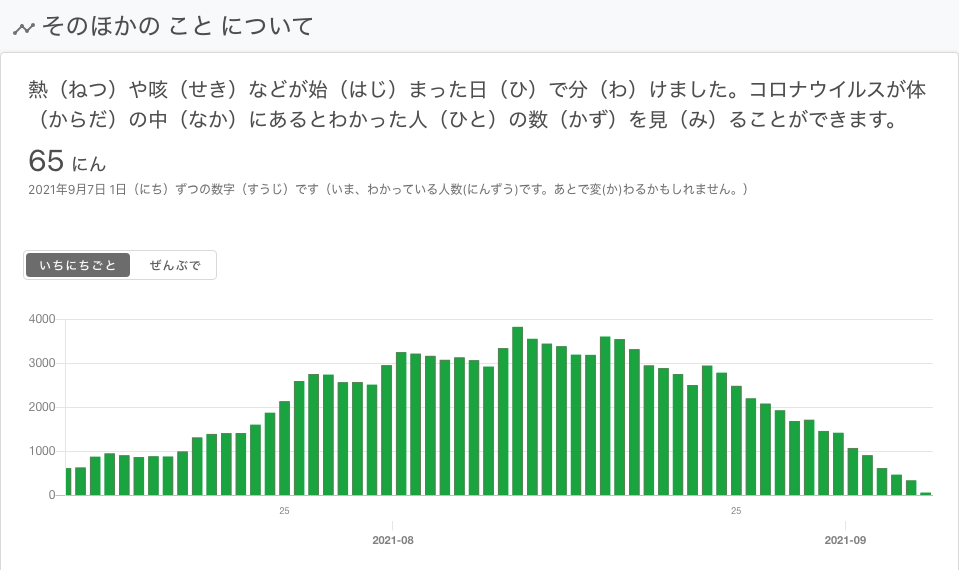 そのほかの こと について
熱（ねつ）や咳（せき）などが始（はじ）まった日（ひ）で分（わ）けました。コロナウイルスが体
（からだ）の中（なか）にあるとわかった人（ひと）の数（かず）を見（み）ることができます。
65 にん
2021年9月7日 1日（にち）ずつの数字（すうじ）です（いま、わかっている人数(にんずう)です。あとで変(か)わるかもしれません。）
いちにちごと ぜんぶで
4000
3000
2000
1000
0
25 25
2021-08 2021-09